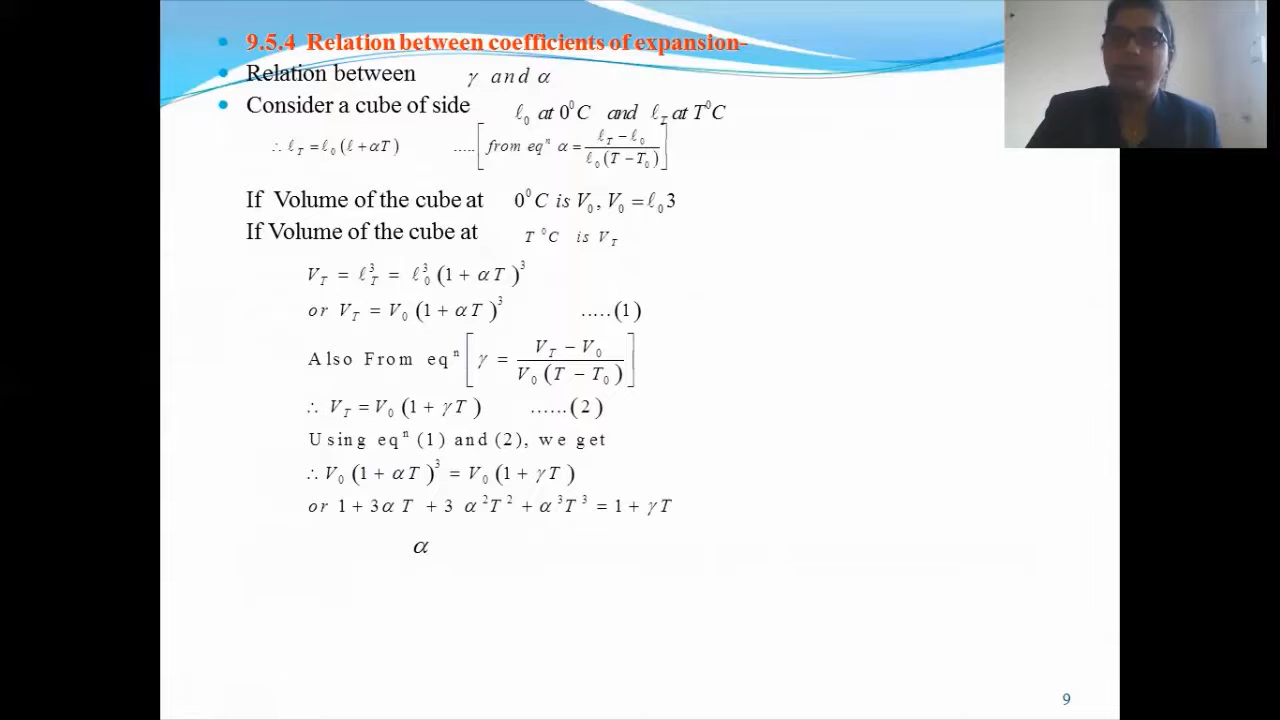 9.5.4 Relation between coefficients of expansion-
Relation between γ and α
Consider a cube of side ℓ₀ at 0⁰C and ℓ_T at T⁰C
∴ ℓ_T = ℓ₀ (ℓ + αT) ..... [from eqⁿ α = (ℓ_T − ℓ₀) / (ℓ₀ (T − T₀))]
If Volume of the cube at 0⁰C is V₀, V₀ = ℓ₀3
If Volume of the cube at T ⁰C is V_T
V_T = ℓ_T³ = ℓ₀³ (1 + αT)³
or V_T = V₀ (1 + αT)³ .....(1)
Also From eqⁿ [γ = (V_T − V₀) / (V₀ (T − T₀))]
∴ V_T = V₀ (1 + γT) ......(2)
Using eqⁿ (1) and (2), we get
∴ V₀ (1 + αT)³ = V₀ (1 + γT)
or 1 + 3α T + 3 α²T² + α³T³ = 1 + γT
α
9